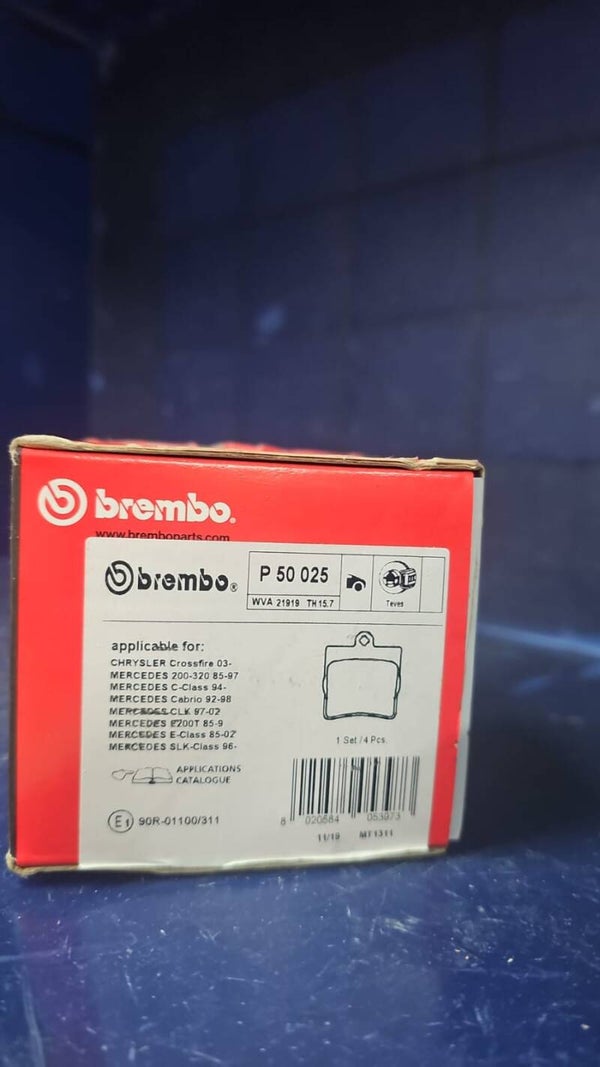 brembo.
www.bremboparts.com
brembo®
P 50 025
WVA 21919 TH 15.7
Teves
applicable for:
CHRYSLER Crossfire 03-
MERCEDES 200-320 85-97
MERCEDES C-Class 94-
MERCEDES Cabrio 92-98
MERCEDES CLK 97-02
MERCEDES E200T 85-9
MERCEDES E-Class 85-02
MERCEDES SLK-Class 96-
1 Set / 4 Pcs.
APPLICATIONS
CATALOGUE
E1 90R-01100/311
8 020584 053973
11/19 MT1311